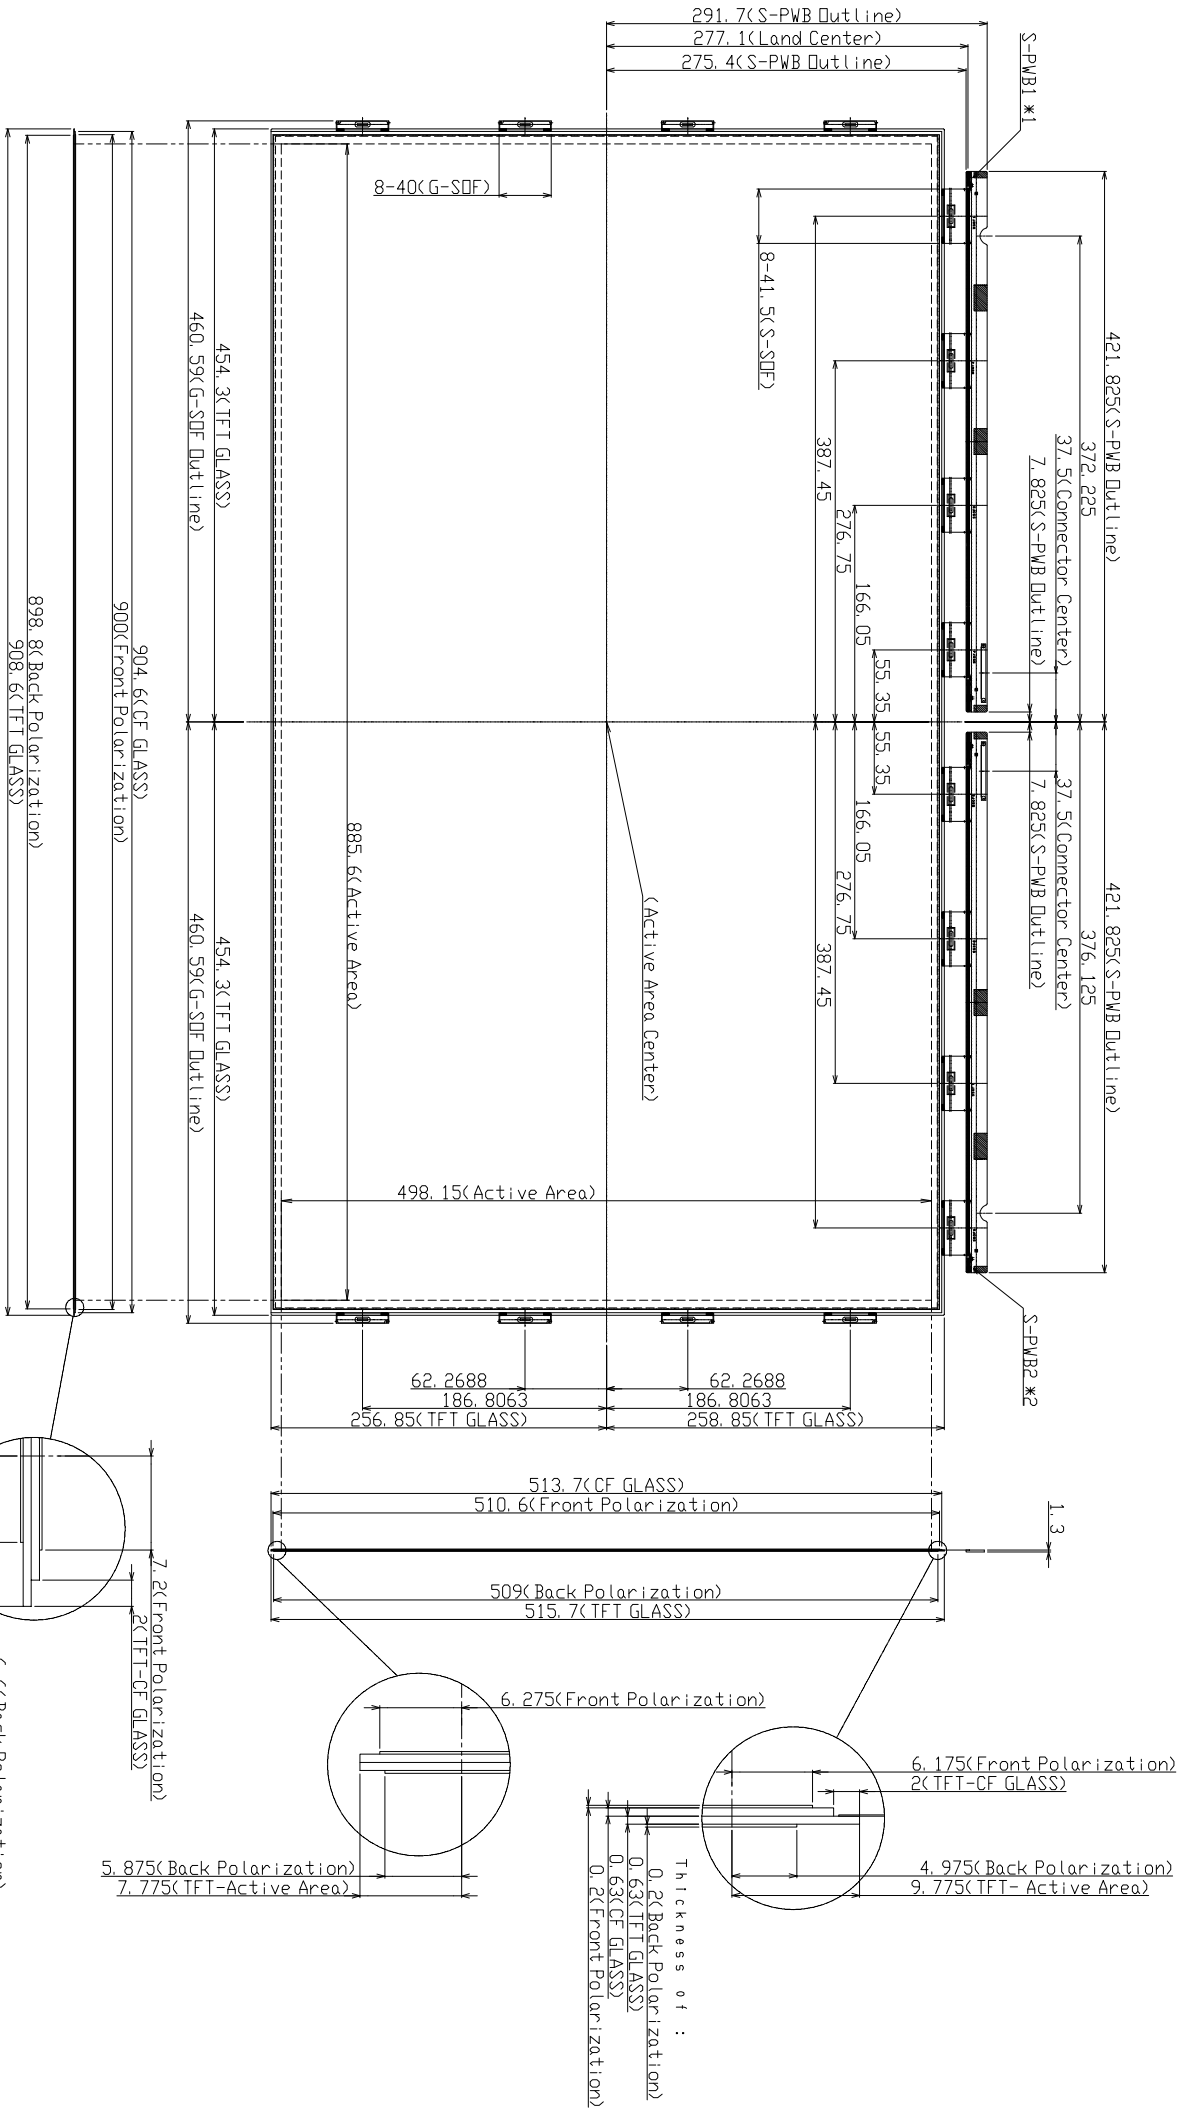 291.7(S-PWB Outline)
277.1(Land Center)
275.4(S-PWB Outline)
S-PWB1 *1
8-40(G-SOF)
8-41.5(S-SOF)
421.825(S-PWB Outline)
372.225
37.5(Connector Center)
7.825(S-PWB Outline)
387.45
276.75
166.05
55.35
460.59(G-SOF Outline)
454.3(TFT GLASS)
904.6(CF GLASS)
900(Front Polarization)
898.8(Back Polarization)
908.6(TFT GLASS)
55.35
166.05
276.75
387.45
7.825(S-PWB Outline)
37.5(Connector Center)
376.125
421.825(S-PWB Outline)
(Active Area Center)
885.6(Active Area)
454.3(TFT GLASS)
460.59(G-SOF Outline)
498.15(Active Area)
S-PWB2 *2
62.2688
62.2688
186.8063
186.8063
256.85(TFT GLASS)
258.85(TFT GLASS)
513.7(CF GLASS)
510.6(Front Polarization)
1.3
509(Back Polarization)
515.7(TFT GLASS)
7.2(Front Polarization)
2(TFT-CF GLASS)
6.275(Front Polarization)
5.875(Back Polarization)
7.775(TFT-Active Area)
6.175(Front Polarization)
2(TFT-CF GLASS)
4.975(Back Polarization)
9.775(TFT- Active Area)
Thickness of :
0.2(Back Polarization)
0.63(TFT GLASS)
0.63(CF GLASS)
0.2(Front Polarization)